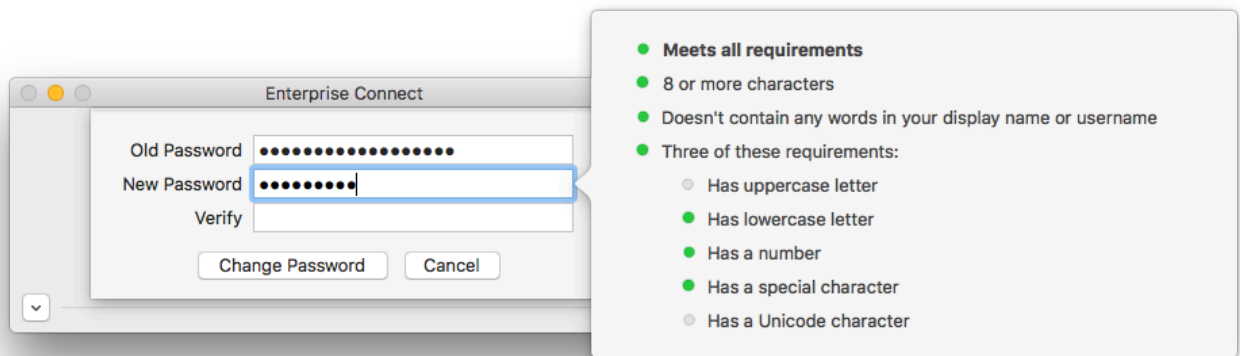 Enterprise Connect
Old Password ••••••••••••••••••
New Password •••••••••
Verify
Change Password Cancel
Meets all requirements
8 or more characters
Doesn't contain any words in your display name or username
Three of these requirements:
Has uppercase letter
Has lowercase letter
Has a number
Has a special character
Has a Unicode character